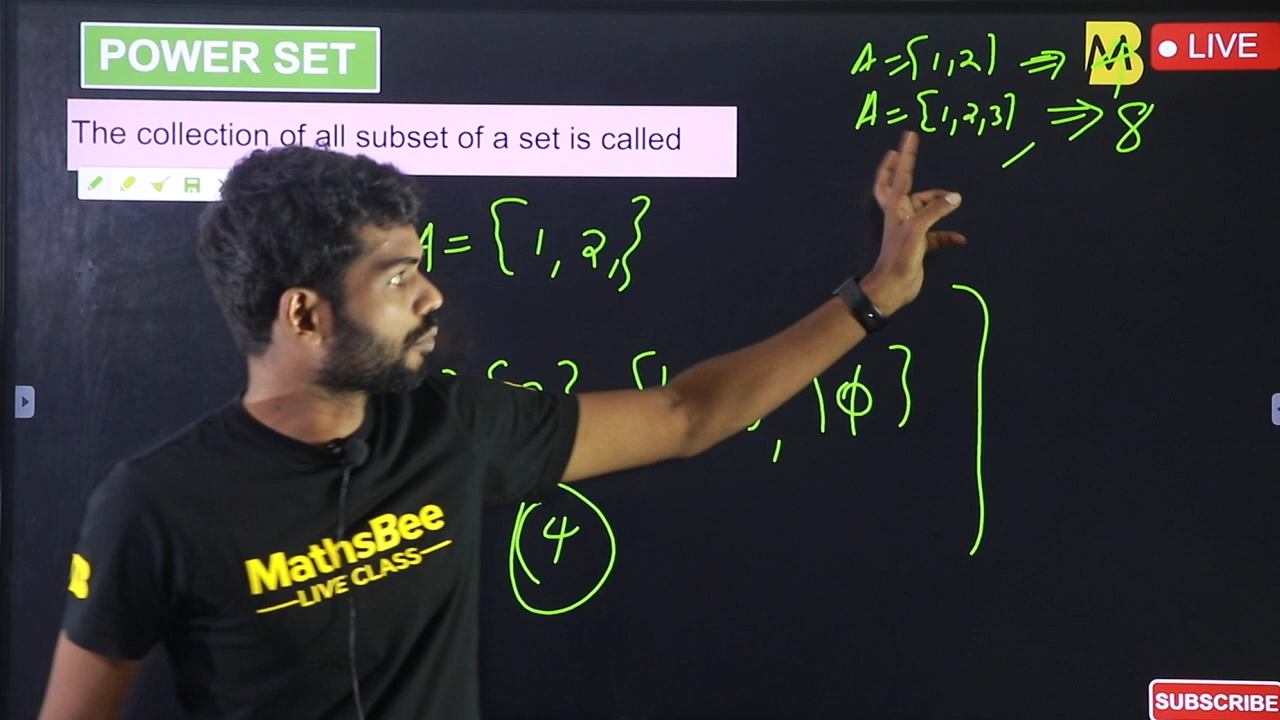 POWER SET
A = {1,2} ⇒ 4
LIVE
A = {1,2,3} ⇒ 8
The collection of all subset of a set is called
A = {1, 2,}
, {ϕ}
4
MathsBee
LIVE CLASS
SUBSCRIBE